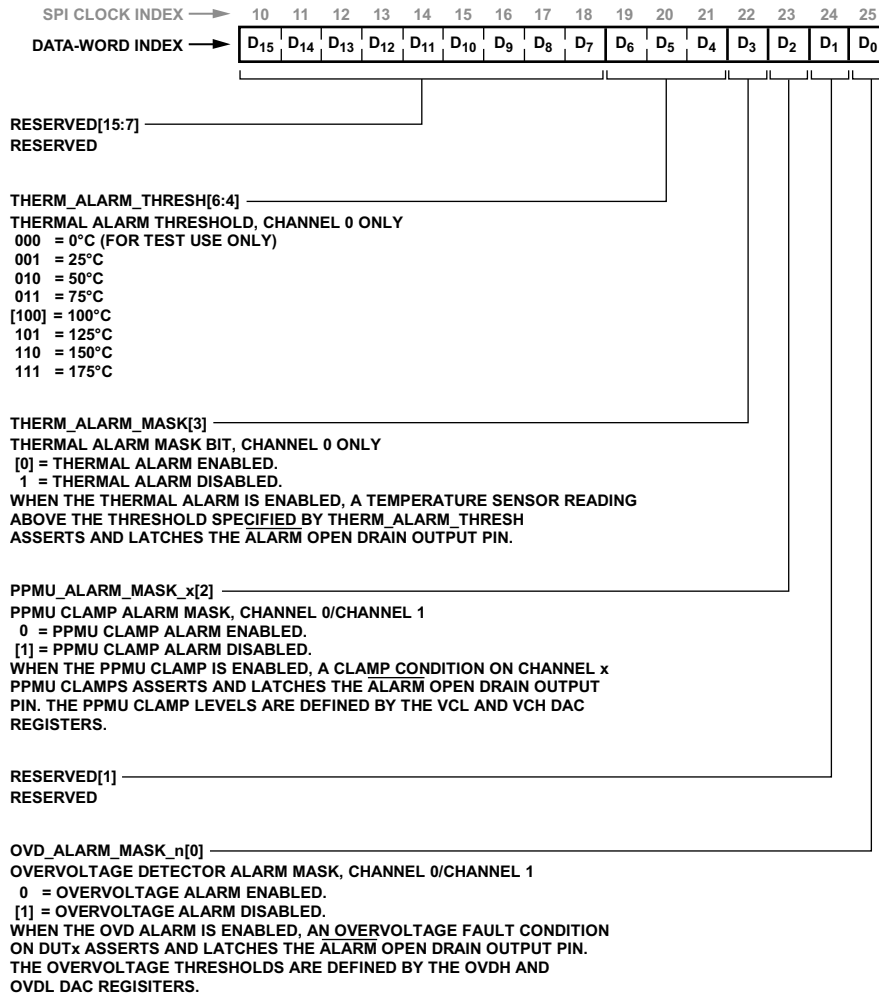 SPI CLOCK INDEX 10 11 12 13 14 15 16 17 18 19 20 21 22 23 24 25
DATA-WORD INDEX D15 D14 D13 D12 D11 D10 D9 D8 D7 D6 D5 D4 D3 D2 D1 D0
RESERVED[15:7]
RESERVED
THERM_ALARM_THRESH[6:4]
THERMAL ALARM THRESHOLD, CHANNEL 0 ONLY
000 = 0°C (FOR TEST USE ONLY)
001 = 25°C
010 = 50°C
011 = 75°C
[100] = 100°C
101 = 125°C
110 = 150°C
111 = 175°C
THERM_ALARM_MASK[3]
THERMAL ALARM MASK BIT, CHANNEL 0 ONLY
[0] = THERMAL ALARM ENABLED.
1 = THERMAL ALARM DISABLED.
WHEN THE THERMAL ALARM IS ENABLED, A TEMPERATURE SENSOR READING
ABOVE THE THRESHOLD SPECIFIED BY THERM_ALARM_THRESH
ASSERTS AND LATCHES THE ALARM OPEN DRAIN OUTPUT PIN.
PPMU_ALARM_MASK_x[2]
PPMU CLAMP ALARM MASK, CHANNEL 0/CHANNEL 1
0 = PPMU CLAMP ALARM ENABLED.
[1] = PPMU CLAMP ALARM DISABLED.
WHEN THE PPMU CLAMP IS ENABLED, A CLAMP CONDITION ON CHANNEL x
PPMU CLAMPS ASSERTS AND LATCHES THE ALARM OPEN DRAIN OUTPUT
PIN. THE PPMU CLAMP LEVELS ARE DEFINED BY THE VCL AND VCH DAC
REGISTERS.
RESERVED[1]
RESERVED
OVD_ALARM_MASK_n[0]
OVERVOLTAGE DETECTOR ALARM MASK, CHANNEL 0/CHANNEL 1
0 = OVERVOLTAGE ALARM ENABLED.
[1] = OVERVOLTAGE ALARM DISABLED.
WHEN THE OVD ALARM IS ENABLED, AN OVERVOLTAGE FAULT CONDITION
ON DUTx ASSERTS AND LATCHES THE ALARM OPEN DRAIN OUTPUT PIN.
THE OVERVOLTAGE THRESHOLDS ARE DEFINED BY THE OVDH AND
OVDL DAC REGISITERS.